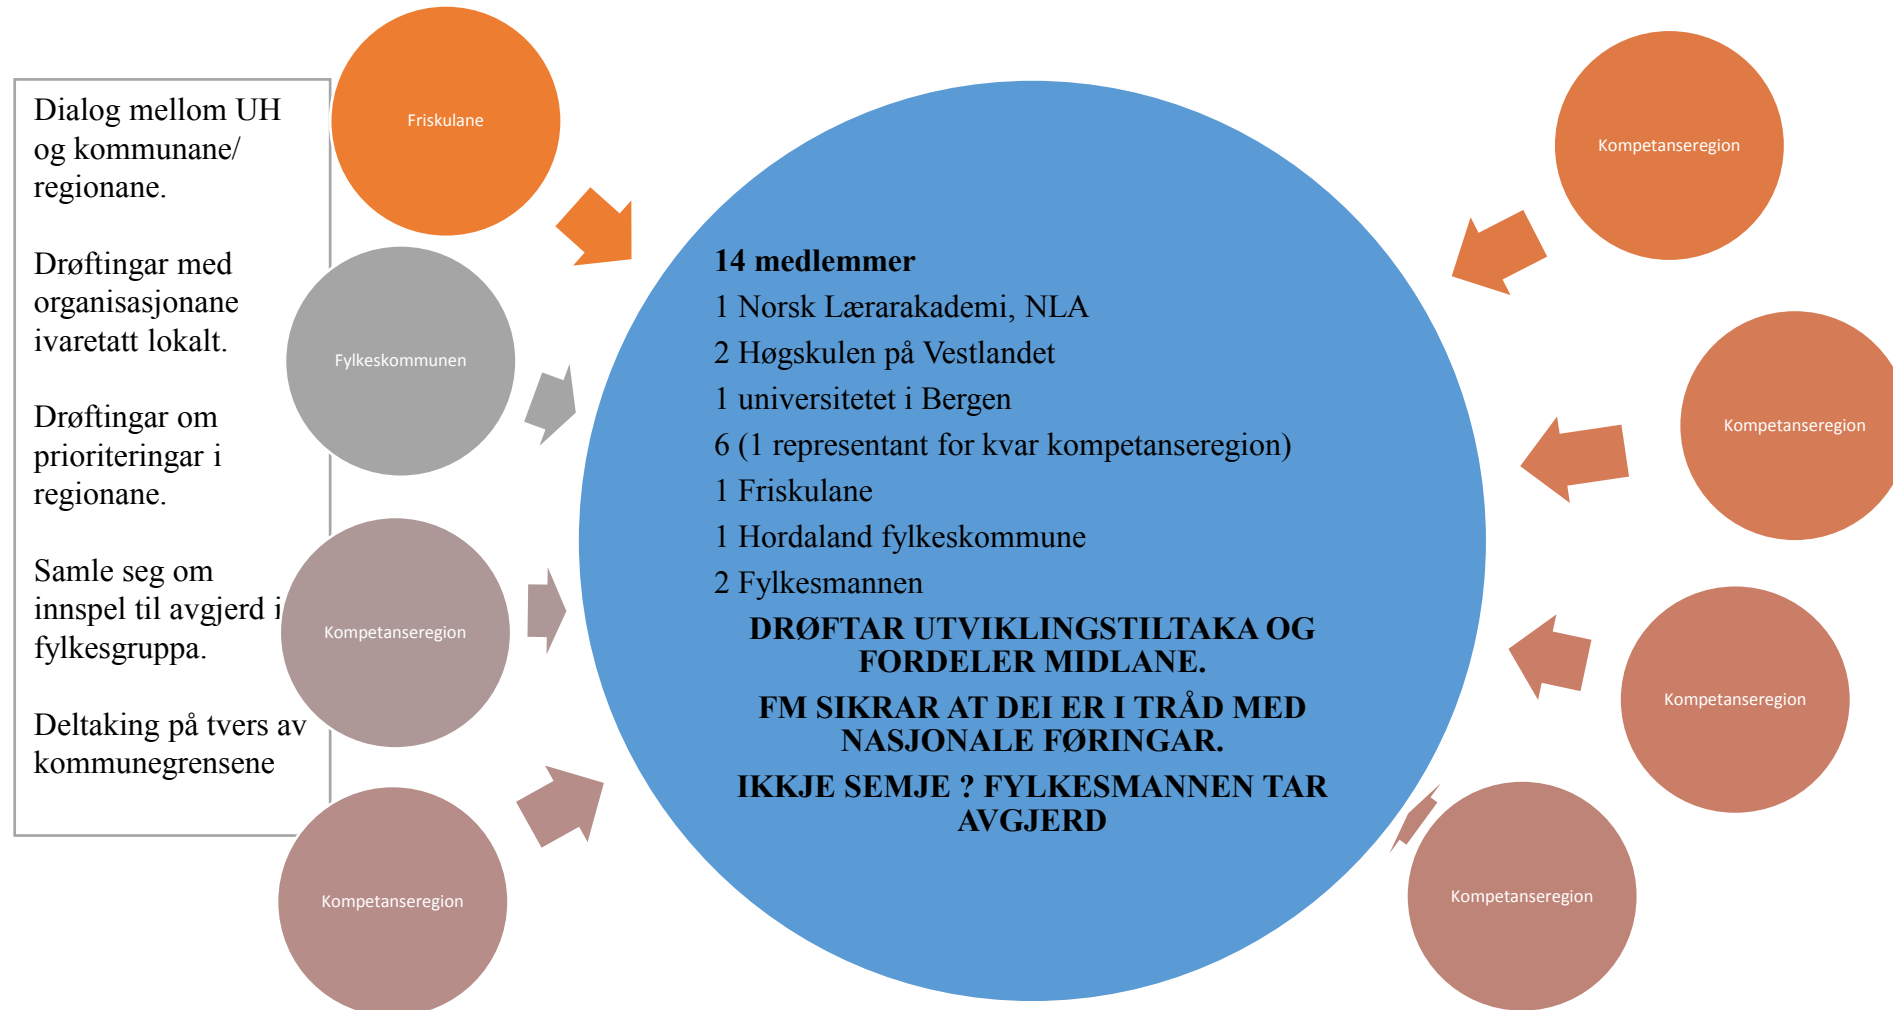 Dialog mellom UH
og kommunane/
regionane.
Drøftingar med
organisasjonane
ivaretatt lokalt.
Drøftingar om
prioriteringar i
regionane.
Samle seg om
innspel til avgjerd i
fylkesgruppa.
Deltaking på tvers av
kommunegrensene
Friskulane
Fylkeskommunen
Kompetanseregion
Kompetanseregion
14 medlemmer
1 Norsk Lærarakademi, NLA
2 Høgskulen på Vestlandet
1 universitetet i Bergen
6 (1 representant for kvar kompetanseregion)
1 Friskulane
1 Hordaland fylkeskommune
2 Fylkesmannen
DRØFTAR UTVIKLINGSTILTAKA OG
FORDELER MIDLANE.
FM SIKRAR AT DEI ER I TRÅD MED
NASJONALE FØRINGAR.
IKKJE SEMJE ? FYLKESMANNEN TAR
AVGJERD
Kompetanseregion
Kompetanseregion
Kompetanseregion
Kompetanseregion